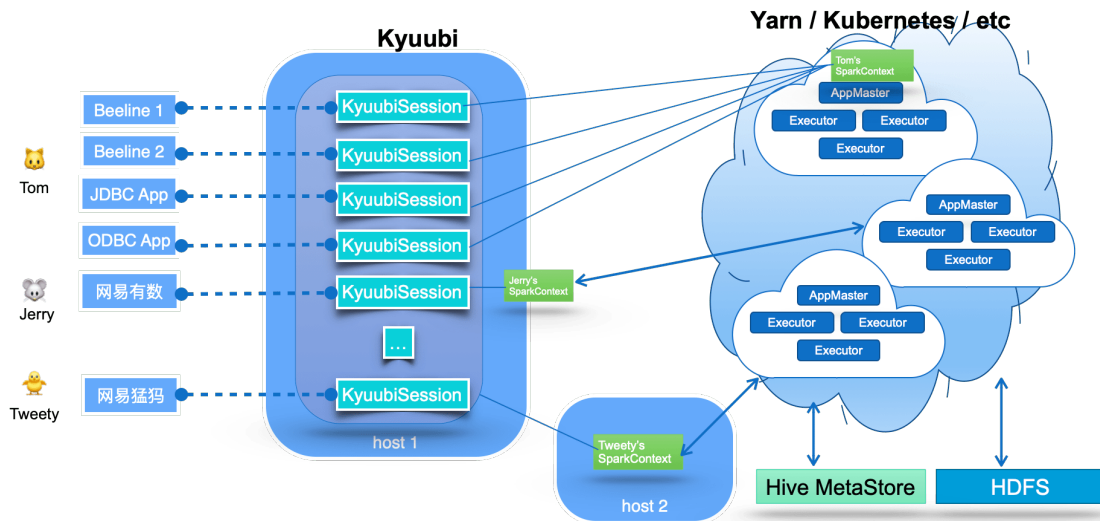 Kyuubi
Yarn / Kubernetes / etc
Beeline 1
Beeline 2
JDBC App
ODBC App
网易有数
网易猛犸
Tom
Jerry
Tweety
KyuubiSession
KyuubiSession
KyuubiSession
KyuubiSession
KyuubiSession
...
KyuubiSession
host 1
Jerry's
SparkContext
Tweety's
SparkContext
host 2
Tom's
SparkContext
AppMaster
Executor
Executor
Executor
AppMaster
Executor
Executor
Executor
AppMaster
Executor
Executor
Executor
Hive MetaStore
HDFS